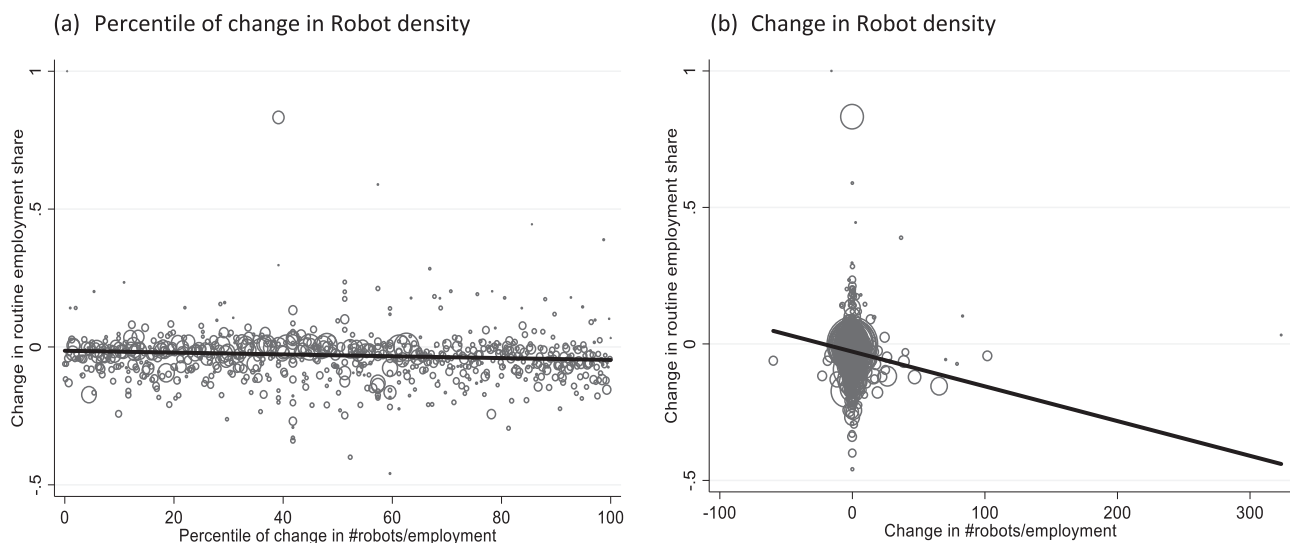 (a) Percentile of change in Robot density
Change in routine employment share
1
.5
0
-.5
0 20 40 60 80 100
Percentile of change in #robots/employment
(b) Change in Robot density
Change in routine employment share
1
.5
0
-.5
-100 0 100 200 300
Change in #robots/employment